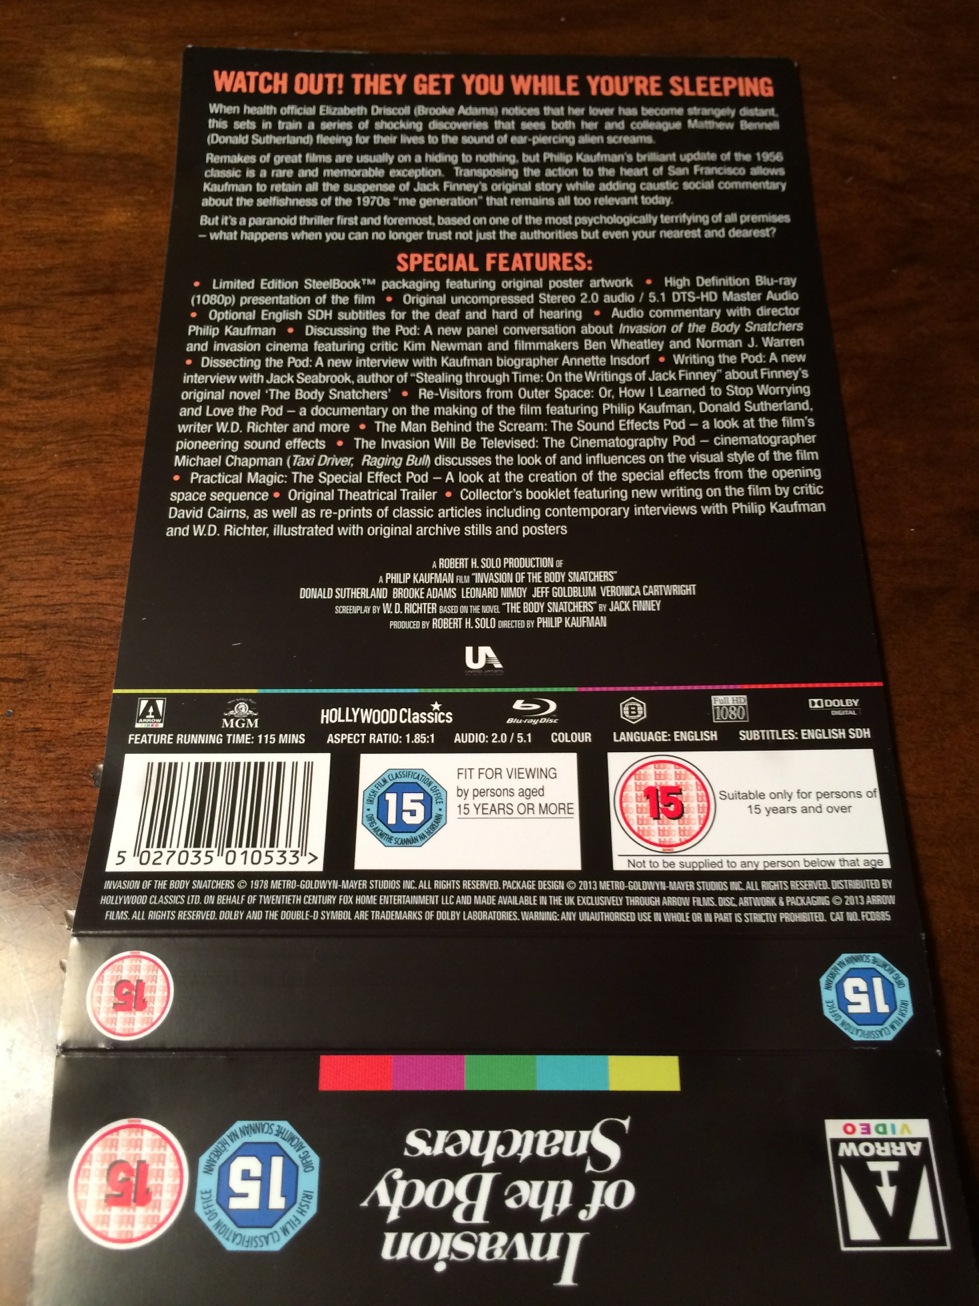 WATCH OUT! THEY GET YOU WHILE YOU'RE SLEEPING
When health official Elizabeth Driscoll (Brooke Adams) notices that her lover has become strangely distant,
this sets in train a series of shocking discoveries that sees both her and colleague Matthew Bennell
(Donald Sutherland) fleeing for their lives to the sound of ear-piercing alien screams.
Remakes of great films are usually on a hiding to nothing, but Philip Kaufman's brilliant update of the 1956
classic is a rare and memorable exception. Transposing the action to the heart of San Francisco allows
Kaufman to retain all the suspense of Jack Finney's original story while adding caustic social commentary
about the selfishness of the 1970s "me generation" that remains all too relevant today.
But it's a paranoid thriller first and foremost, based on one of the most psychologically terrifying of all premises
– what happens when you can no longer trust not just the authorities but even your nearest and dearest?
SPECIAL FEATURES:
• Limited Edition SteelBook™ packaging featuring original poster artwork • High Definition Blu-ray
(1080p) presentation of the film • Original uncompressed Stereo 2.0 audio / 5.1 DTS-HD Master Audio
• Optional English SDH subtitles for the deaf and hard of hearing • Audio commentary with director
Philip Kaufman • Discussing the Pod: A new panel conversation about Invasion of the Body Snatchers
and invasion cinema featuring critic Kim Newman and filmmakers Ben Wheatley and Norman J. Warren
• Dissecting the Pod: A new interview with Kaufman biographer Annette Insdorf • Writing the Pod: A new
interview with Jack Seabrook, author of "Stealing through Time: On the Writings of Jack Finney" about Finney's
original novel 'The Body Snatchers' • Re-Visitors from Outer Space: Or, How I Learned to Stop Worrying
and Love the Pod – a documentary on the making of the film featuring Philip Kaufman, Donald Sutherland,
writer W.D. Richter and more • The Man Behind the Scream: The Sound Effects Pod – a look at the film's
pioneering sound effects • The Invasion Will Be Televised: The Cinematography Pod – cinematographer
Michael Chapman (Taxi Driver, Raging Bull) discusses the look of and influences on the visual style of the film
• Practical Magic: The Special Effect Pod – A look at the creation of the special effects from the opening
space sequence • Original Theatrical Trailer • Collector's booklet featuring new writing on the film by critic
David Cairns, as well as re-prints of classic articles including contemporary interviews with Philip Kaufman
and W.D. Richter, illustrated with original archive stills and posters
A ROBERT H. SOLO PRODUCTION OF
A PHILIP KAUFMAN FILM "INVASION OF THE BODY SNATCHERS"
DONALD SUTHERLAND BROOKE ADAMS LEONARD NIMOY JEFF GOLDBLUM VERONICA CARTWRIGHT
SCREENPLAY BY W. D. RICHTER BASED ON THE NOVEL "THE BODY SNATCHERS" BY JACK FINNEY
PRODUCED BY ROBERT H. SOLO DIRECTED BY PHILIP KAUFMAN
UA
ARROW VIDEO MGM HOLLYWOOD Classics Blu-ray Disc B Full HD 1080 DOLBY DIGITAL
FEATURE RUNNING TIME: 115 MINS ASPECT RATIO: 1.85:1 AUDIO: 2.0 / 5.1 COLOUR LANGUAGE: ENGLISH SUBTITLES: ENGLISH SDH
5 027035 010533 >
IRISH FILM CLASSIFICATION OFFICE
15
OIFIG AICMITHE SCANNÁN NA HÉIREANN
FIT FOR VIEWING
by persons aged
15 YEARS OR MORE
15
Suitable only for persons of
15 years and over
Not to be supplied to any person below that age
INVASION OF THE BODY SNATCHERS © 1978 METRO-GOLDWYN-MAYER STUDIOS INC. ALL RIGHTS RESERVED. PACKAGE DESIGN © 2013 METRO-GOLDWYN-MAYER STUDIOS INC. ALL RIGHTS RESERVED. DISTRIBUTED BY
HOLLYWOOD CLASSICS LTD. ON BEHALF OF TWENTIETH CENTURY FOX HOME ENTERTAINMENT LLC AND MADE AVAILABLE IN THE UK EXCLUSIVELY THROUGH ARROW FILMS. DISC, ARTWORK & PACKAGING © 2013 ARROW
FILMS. ALL RIGHTS RESERVED. DOLBY AND THE DOUBLE-D SYMBOL ARE TRADEMARKS OF DOLBY LABORATORIES. WARNING: ANY UNAUTHORISED USE IN WHOLE OR IN PART IS STRICTLY PROHIBITED. CAT NO. FCD885
15
IRISH FILM CLASSIFICATION OFFICE
15
OIFIG AICMITHE SCANNÁN NA HÉIREANN
ARROW
VIDEO
Invasion
of the Body
Snatchers
IRISH FILM CLASSIFICATION OFFICE
15
OIFIG AICMITHE SCANNÁN NA HÉIREANN
15